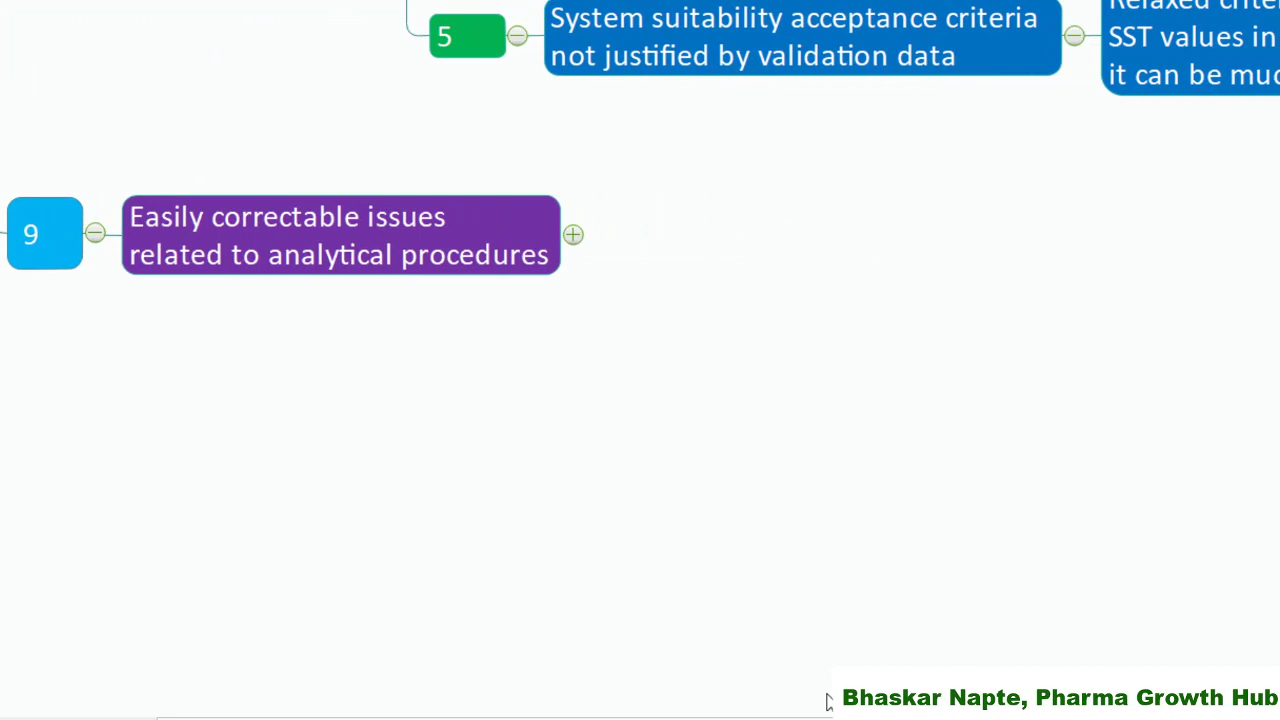 Relaxed
5
System suitability acceptance criteria
not justified by validation data
SST values in
it can be
9
Easily correctable issues
related to analytical procedures
Bhaskar Napte, Pharma Growth Hub